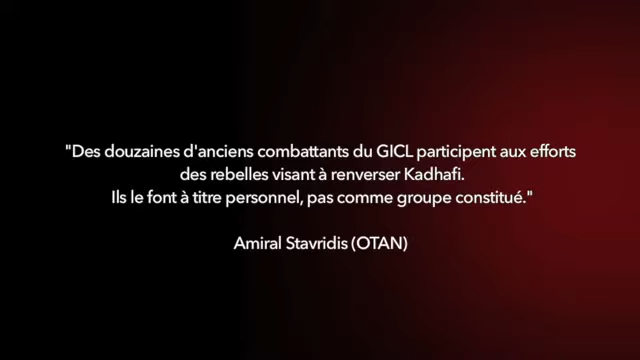 "Des douzaines d'anciens combattants du GICL participent aux efforts
des rebelles visant à renverser Kadhafi.
Ils le font à titre personnel, pas comme groupe constitué."
Amiral Stavridis (OTAN)